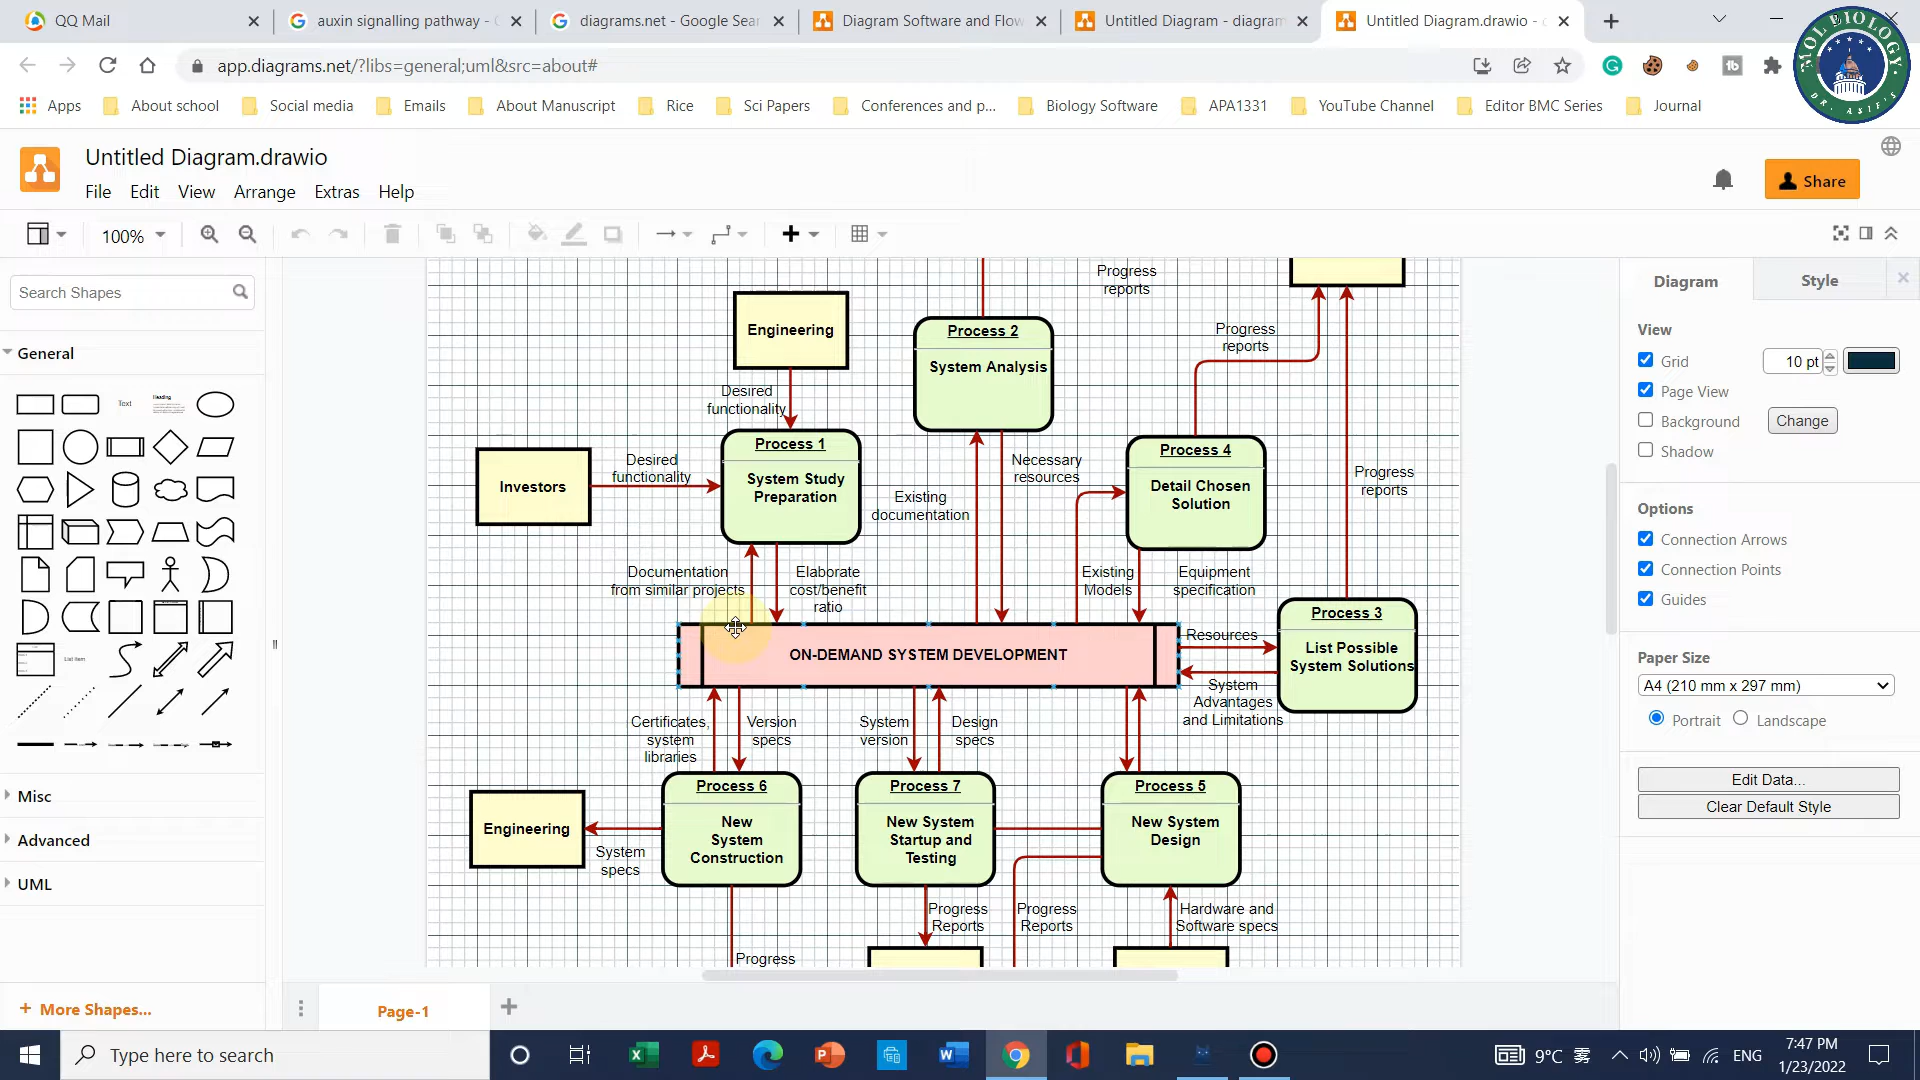 QQ Mail
auxin signalling pathway - G
diagrams.net - Google Sear
Diagram Software and Flow
Untitled Diagram - diagram
Untitled Diagram.drawio -
app.diagrams.net/?libs=general;uml&src=about#
MOL BIOLOGY
DR. ASIF'S
Apps
About school
Social media
Emails
About Manuscript
Rice
Sci Papers
Conferences and p...
Biology Software
APA1331
YouTube Channel
Editor BMC Series
Journal
Untitled Diagram.drawio
File Edit View Arrange Extras Help
Share
100%
Search Shapes
General
Text
Heading
List Item
Misc
Advanced
UML
+ More Shapes...
Progress
reports
Engineering
Process 2
System Analysis
Progress
reports
Desired
functionality
Process 1
System Study
Preparation
Investors
Desired
functionality
Necessary
resources
Existing
documentation
Process 4
Detail Chosen
Solution
Progress
reports
Documentation
from similar projects
Elaborate
cost/benefit
ratio
Existing
Models
Equipment
specification
Process 3
List Possible
System Solutions
ON-DEMAND SYSTEM DEVELOPMENT
Resources
System
Advantages
and Limitations
Certificates,
system
libraries
Version
specs
System
version
Design
specs
Engineering
System
specs
Process 6
New
System
Construction
Process 7
New System
Startup and
Testing
Process 5
New System
Design
Progress
Reports
Progress
Reports
Hardware and
Software specs
Progress
Page-1
Diagram
Style
View
Grid
10 pt
Page View
Background
Change
Shadow
Options
Connection Arrows
Connection Points
Guides
Paper Size
A4 (210 mm x 297 mm)
Portrait
Landscape
Edit Data...
Clear Default Style
Type here to search
9°C 雾
ENG
7:47 PM
1/23/2022